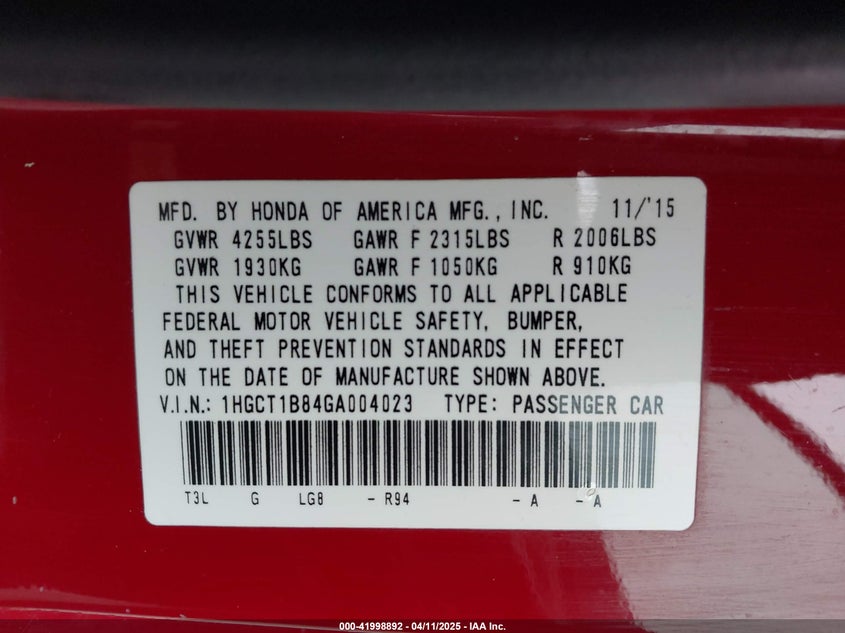 MFD. BY HONDA OF AMERICA MFG., INC. 11/'15
GVWR 4255LBS GAWR F 2315LBS R 2006LBS
GVWR 1930KG GAWR F 1050KG R 910KG
THIS VEHICLE CONFORMS TO ALL APPLICABLE
FEDERAL MOTOR VEHICLE SAFETY, BUMPER,
AND THEFT PREVENTION STANDARDS IN EFFECT
ON THE DATE OF MANUFACTURE SHOWN ABOVE.
V.I.N.: 1HGCT1B84GA004023 TYPE: PASSENGER CAR
T3L G LG8 - R94 - A - A
000-41998892 - 04/11/2025 - IAA Inc.